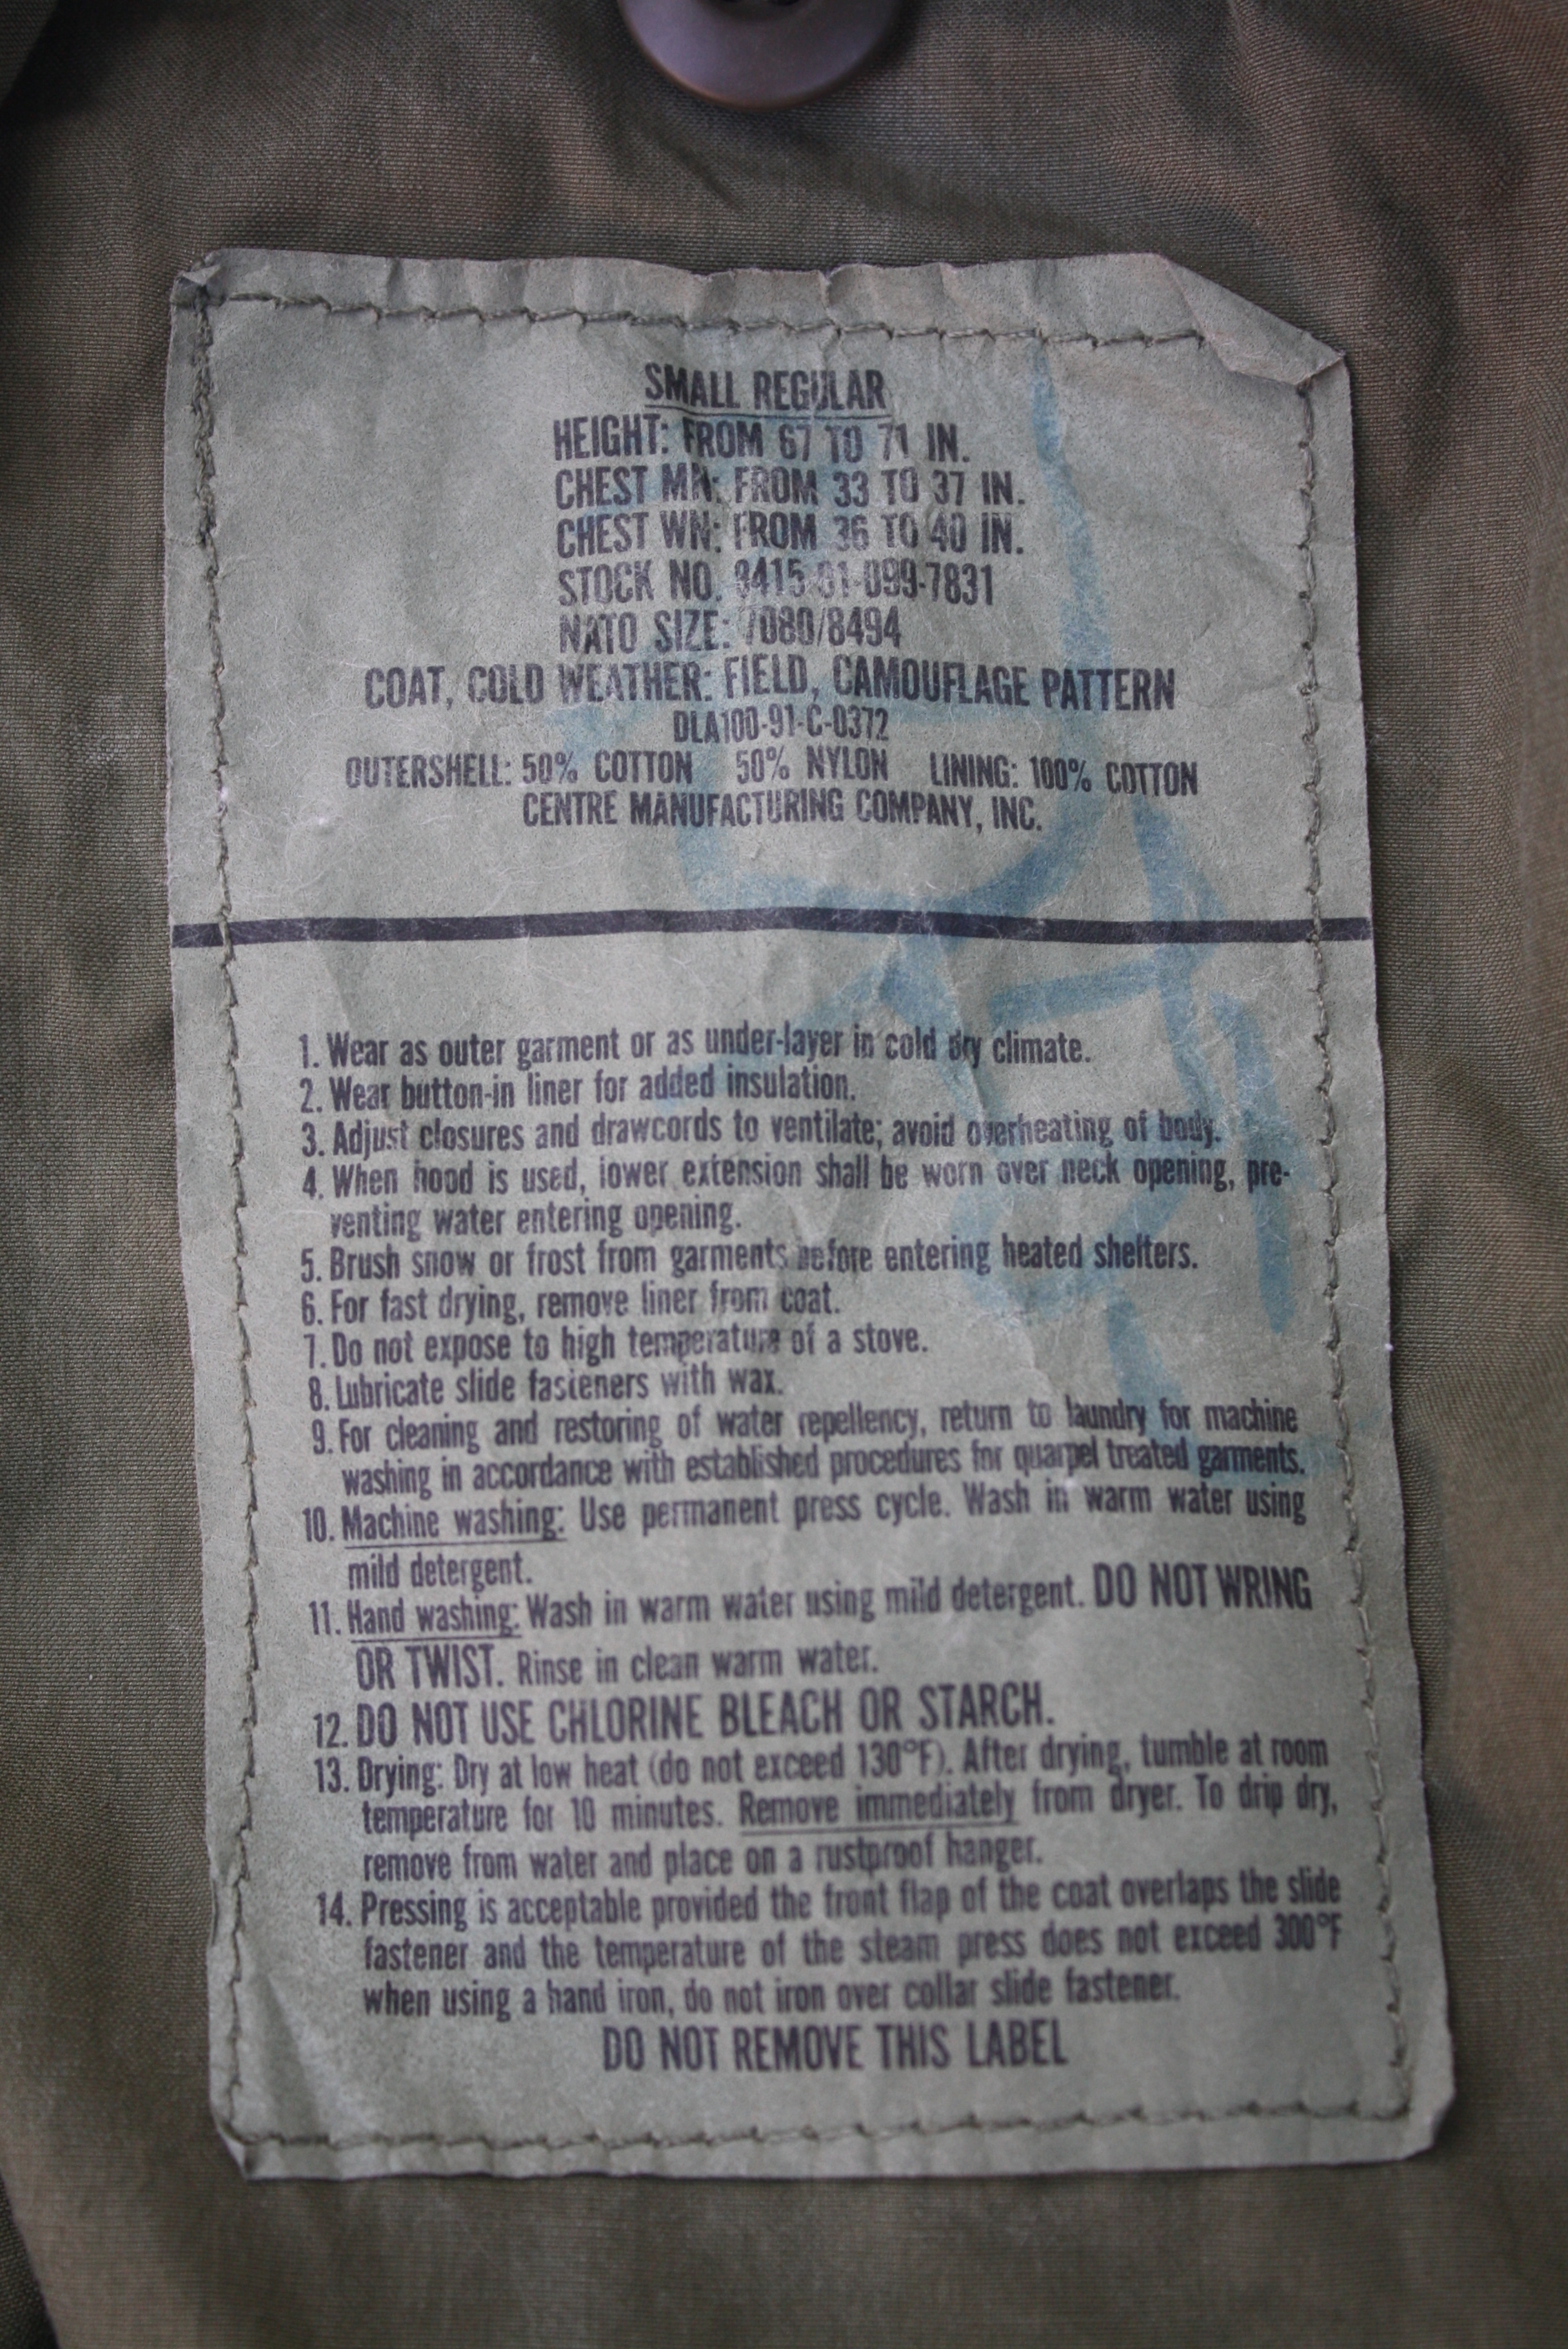 SMALL REGULAR
HEIGHT: FROM 67 TO 71 IN.
CHEST MN: FROM 33 TO 37 IN.
CHEST WN: FROM 36 TO 40 IN.
STOCK NO. 8415-01-099-7831
NATO SIZE: 7080/8494
COAT, COLD WEATHER: FIELD, CAMOUFLAGE PATTERN
DLA100-91-C-0372
OUTERSHELL: 50% COTTON 50% NYLON LINING: 100% COTTON
CENTRE MANUFACTURING COMPANY, INC.
1. Wear as outer garment or as under-layer in cold dry climate.
2. Wear button-in liner for added insulation.
3. Adjust closures and drawcords to ventilate; avoid overheating of body.
4. When hood is used, lower extension shall be worn over neck opening, pre-
venting water entering opening.
5. Brush snow or frost from garments before entering heated shelters.
6. For fast drying, remove liner from coat.
7. Do not expose to high temperature of a stove.
8. Lubricate slide fasteners with wax.
9. For cleaning and restoring of water repellency, return to laundry for machine
washing in accordance with established procedures for quarpel treated garments.
10. Machine washing: Use permanent press cycle. Wash in warm water using
mild detergent.
11. Hand washing: Wash in warm water using mild detergent. DO NOT WRING
OR TWIST. Rinse in clean warm water.
12. DO NOT USE CHLORINE BLEACH OR STARCH.
13. Drying: Dry at low heat (do not exceed 130°F). After drying, tumble at room
temperature for 10 minutes. Remove immediately from dryer. To drip dry,
remove from water and place on a rustproof hanger.
14. Pressing is acceptable provided the front flap of the coat overlaps the slide
fastener and the temperature of the steam press does not exceed 300°F
when using a hand iron, do not iron over collar slide fastener.
DO NOT REMOVE THIS LABEL